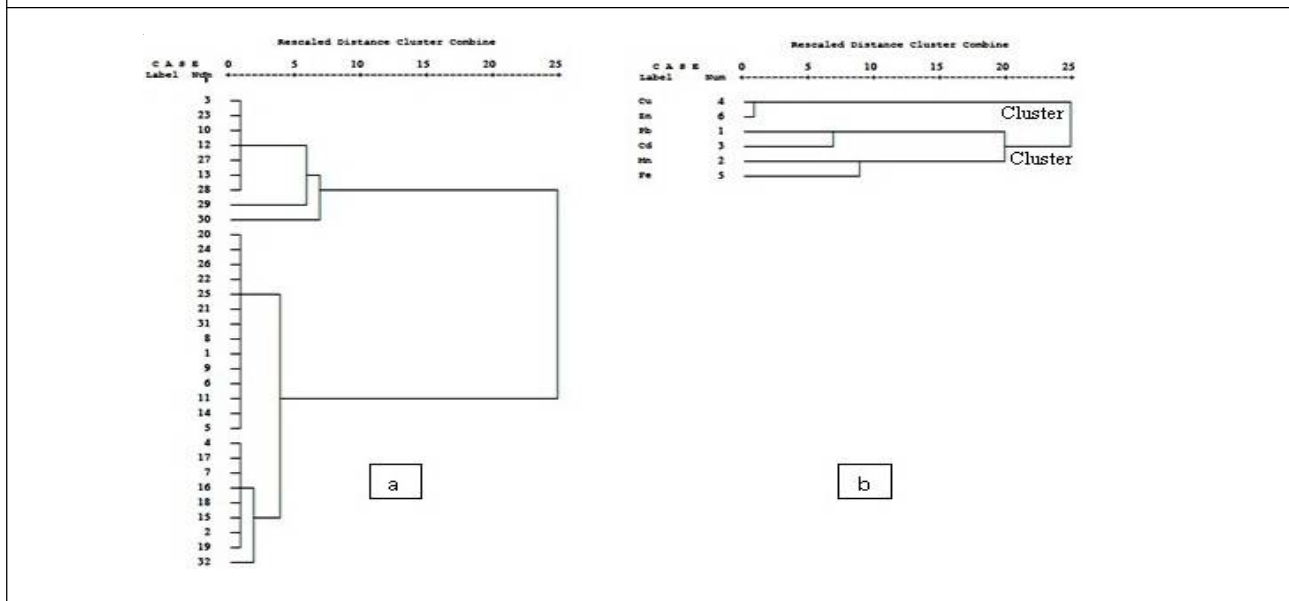 Rescaled Distance Cluster Combine
C A S E 0 5 10 15 20 25
Label Num
3
23
10
12
27
13
28
29
30
20
24
26
22
25
21
31
8
1
9
6
11
14
5
4
17
7
16
18
15
2
19
32
a
Rescaled Distance Cluster Combine
C A S E 0 5 10 15 20 25
Label Num
Cu 4
Zn 6
Pb 1
Cd 3
Mn 2
Fe 5
Cluster
Cluster
b